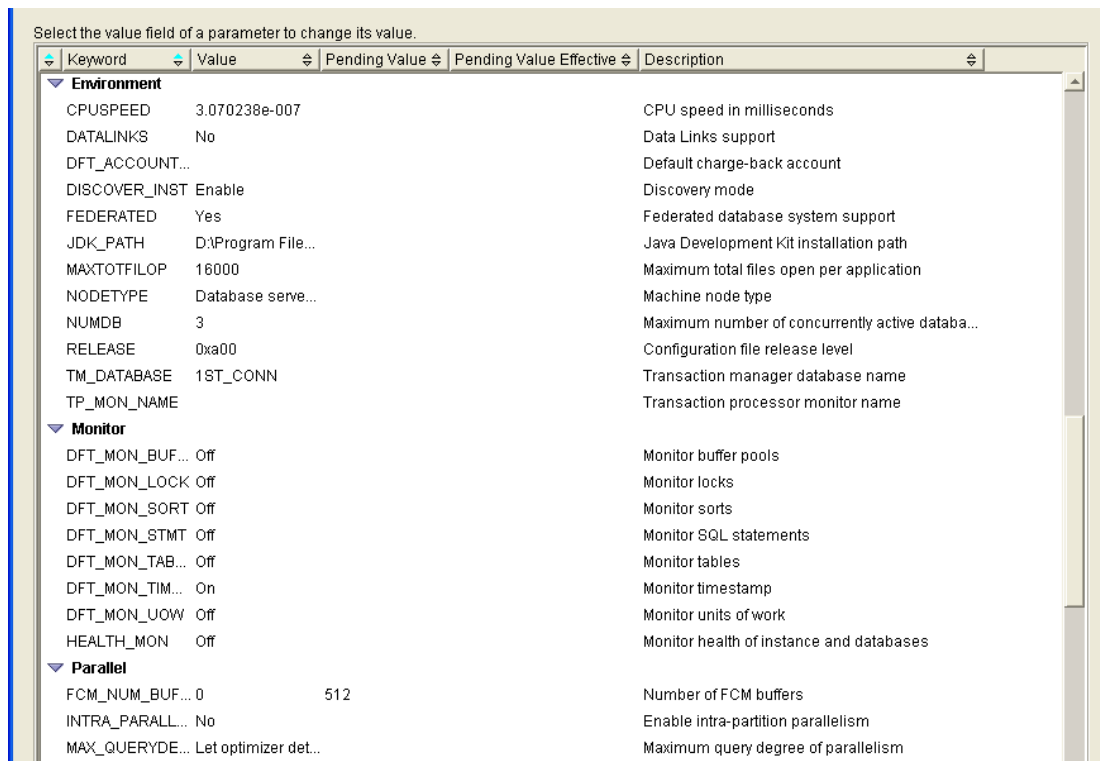 Select the value field of a parameter to change its value.
Keyword Value Pending Value Pending Value Effective Description
Environment
CPUSPEED 3.070238e-007 CPU speed in milliseconds
DATALINKS No Data Links support
DFT_ACCOUNT... Default charge-back account
DISCOVER_INST Enable Discovery mode
FEDERATED Yes Federated database system support
JDK_PATH D:\Program File... Java Development Kit installation path
MAXTOTFILOP 16000 Maximum total files open per application
NODETYPE Database serve... Machine node type
NUMDB 3 Maximum number of concurrently active databa...
RELEASE 0xa00 Configuration file release level
TM_DATABASE 1ST_CONN Transaction manager database name
TP_MON_NAME Transaction processor monitor name
Monitor
DFT_MON_BUF... Off Monitor buffer pools
DFT_MON_LOCK Off Monitor locks
DFT_MON_SORT Off Monitor sorts
DFT_MON_STMT Off Monitor SQL statements
DFT_MON_TAB... Off Monitor tables
DFT_MON_TIM... On Monitor timestamp
DFT_MON_UOW Off Monitor units of work
HEALTH_MON Off Monitor health of instance and databases
Parallel
FCM_NUM_BUF... 0 512 Number of FCM buffers
INTRA_PARALL... No Enable intra-partition parallelism
MAX_QUERYDE... Let optimizer det... Maximum query degree of parallelism